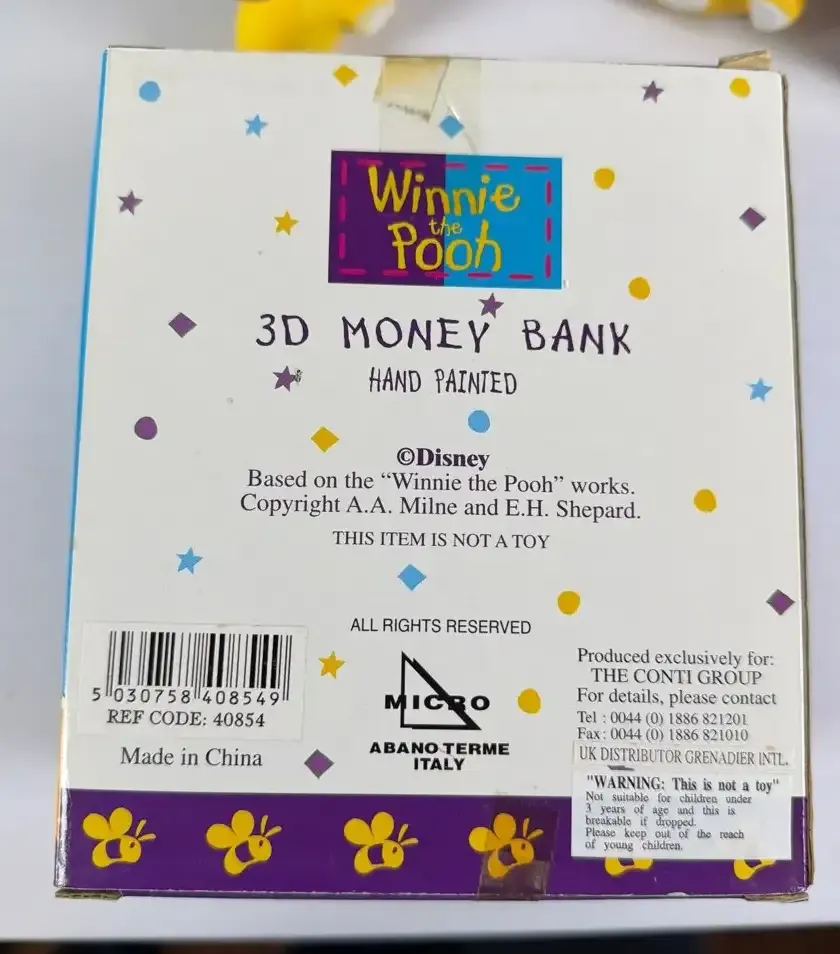 Winnie
the
Pooh
3D MONEY BANK
HAND PAINTED
©Disney
Based on the “Winnie the Pooh” works.
Copyright A.A. Milne and E.H. Shepard.
THIS ITEM IS NOT A TOY
ALL RIGHTS RESERVED
5 030758 408549
REF CODE: 40854
Made in China
MICRO
ABANO TERME
ITALY
Produced exclusively for:
THE CONTI GROUP
For details, please contact
Tel : 0044 (0) 1886 821201
Fax : 0044 (0) 1886 821010
UK DISTRIBUTOR GRENADIER INTL.
"WARNING: This is not a toy"
Not suitable for children under
3 years of age and this is
breakable if dropped.
Please keep out of the reach
of young children.